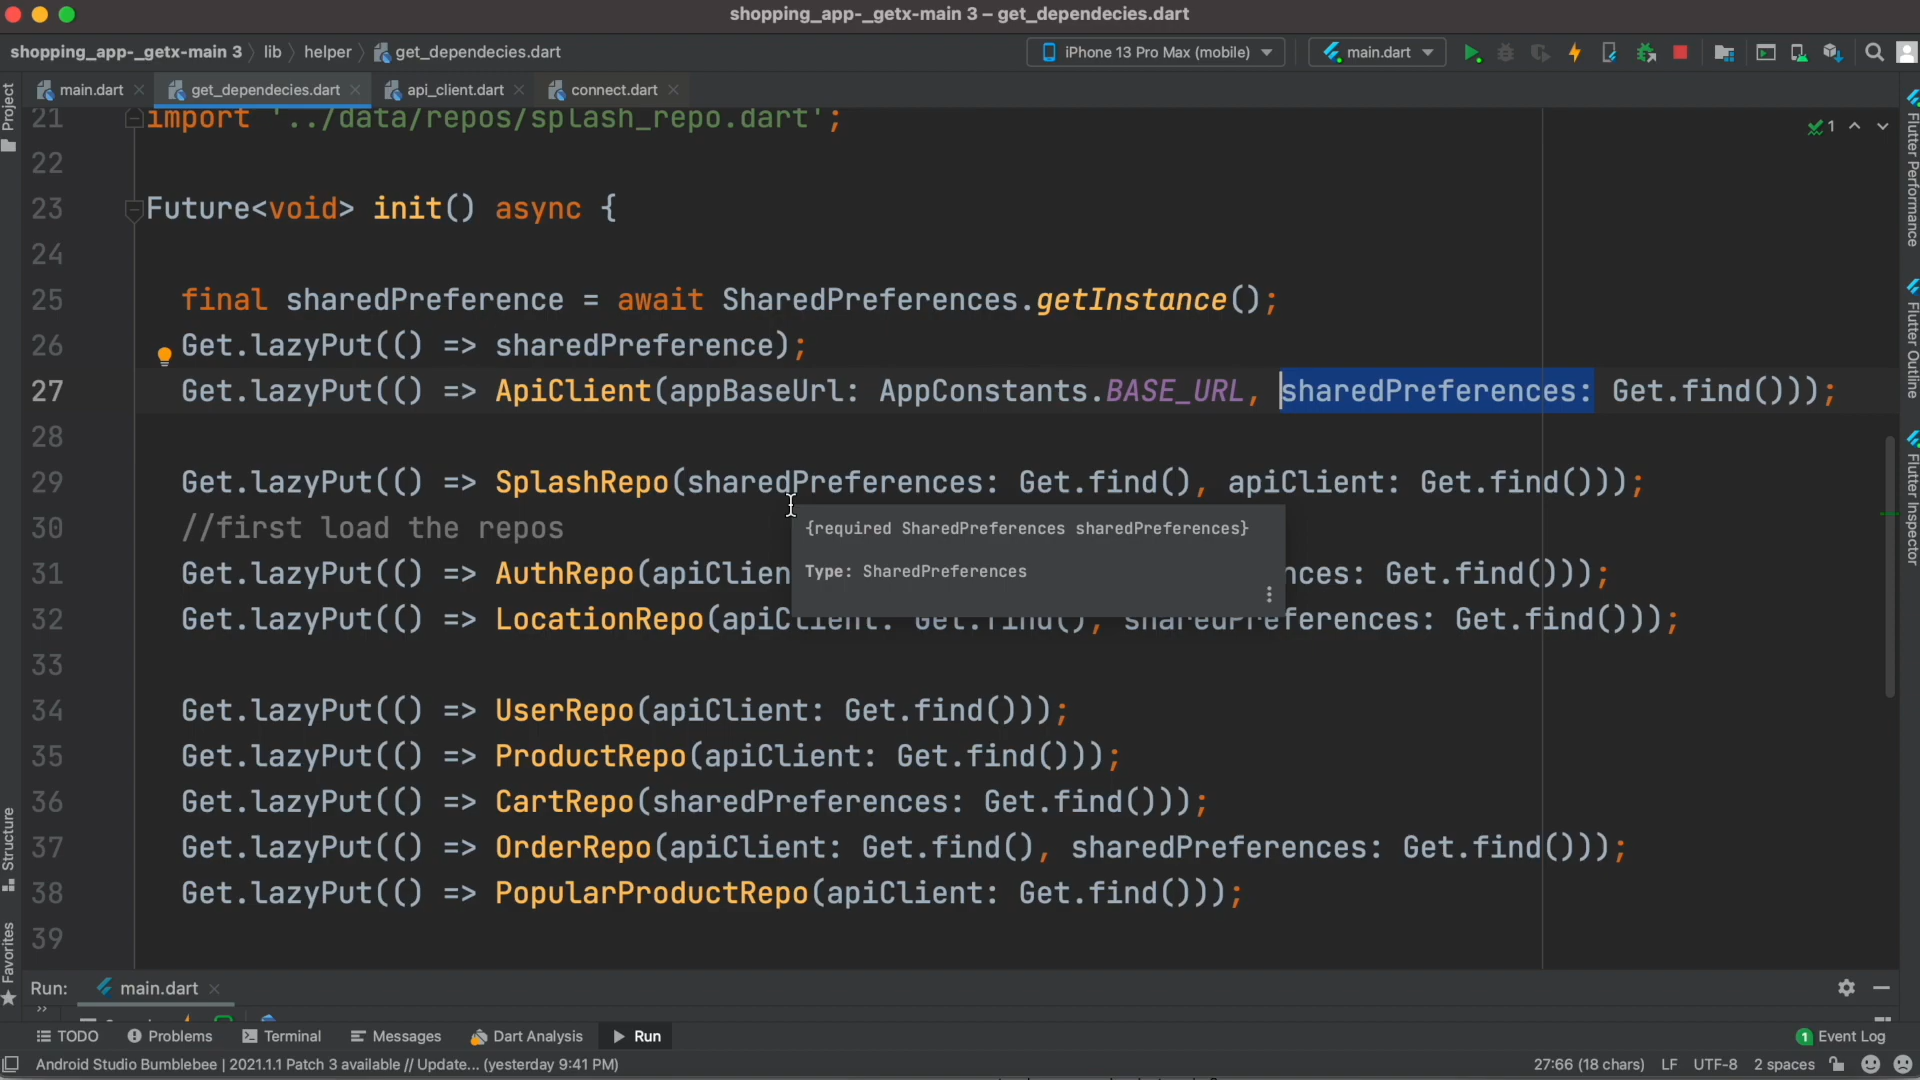 shopping_app-_getx-main 3 – get_dependecies.dart
shopping_app-_getx-main 3 lib helper get_dependecies.dart
iPhone 13 Pro Max (mobile) main.dart
main.dart get_dependecies.dart api_client.dart connect.dart
Project
21 import '../data/repos/splash_repo.dart';
1
22
23 Future<void> init() async {
24
25 final sharedPreference = await SharedPreferences.getInstance();
26 Get.lazyPut(() => sharedPreference);
27 Get.lazyPut(() => ApiClient(appBaseUrl: AppConstants.BASE_URL, sharedPreferences: Get.find()));
28
29 Get.lazyPut(() => SplashRepo(sharedPreferences: Get.find(), apiClient: Get.find()));
30 //first load the repos
{required SharedPreferences sharedPreferences}
Type: SharedPreferences
31 Get.lazyPut(() => AuthRepo(apiClien nces: Get.find()));
32 Get.lazyPut(() => LocationRepo(apiClient: Get.find(), sharedPreferences: Get.find()));
33
34 Get.lazyPut(() => UserRepo(apiClient: Get.find()));
35 Get.lazyPut(() => ProductRepo(apiClient: Get.find()));
36 Get.lazyPut(() => CartRepo(sharedPreferences: Get.find()));
37 Get.lazyPut(() => OrderRepo(apiClient: Get.find(), sharedPreferences: Get.find()));
38 Get.lazyPut(() => PopularProductRepo(apiClient: Get.find()));
39
Structure
Favorites
Flutter Performance
Flutter Outline
Flutter Inspector
Run: main.dart
TODO Problems Terminal Messages Dart Analysis Run 1 Event Log
Android Studio Bumblebee | 2021.1.1 Patch 3 available // Update... (yesterday 9:41 PM) 27:66 (18 chars) LF UTF-8 2 spaces